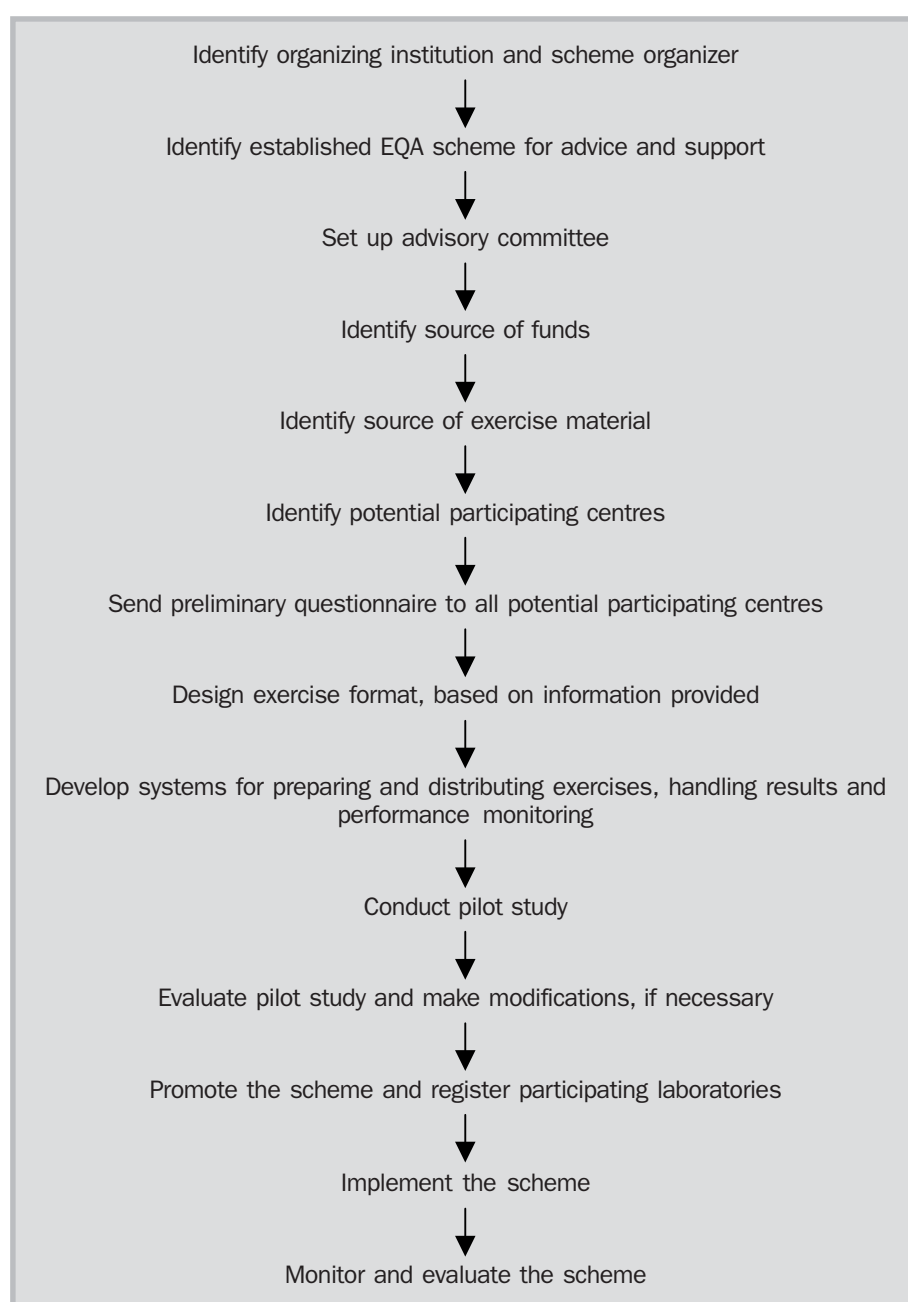 Identify organizing institution and scheme organizer
Identify established EQA scheme for advice and support
Set up advisory committee
Identify source of funds
Identify source of exercise material
Identify potential participating centres
Send preliminary questionnaire to all potential participating centres
Design exercise format, based on information provided
Develop systems for preparing and distributing exercises, handling results and
performance monitoring
Conduct pilot study
Evaluate pilot study and make modifications, if necessary
Promote the scheme and register participating laboratories
Implement the scheme
Monitor and evaluate the scheme